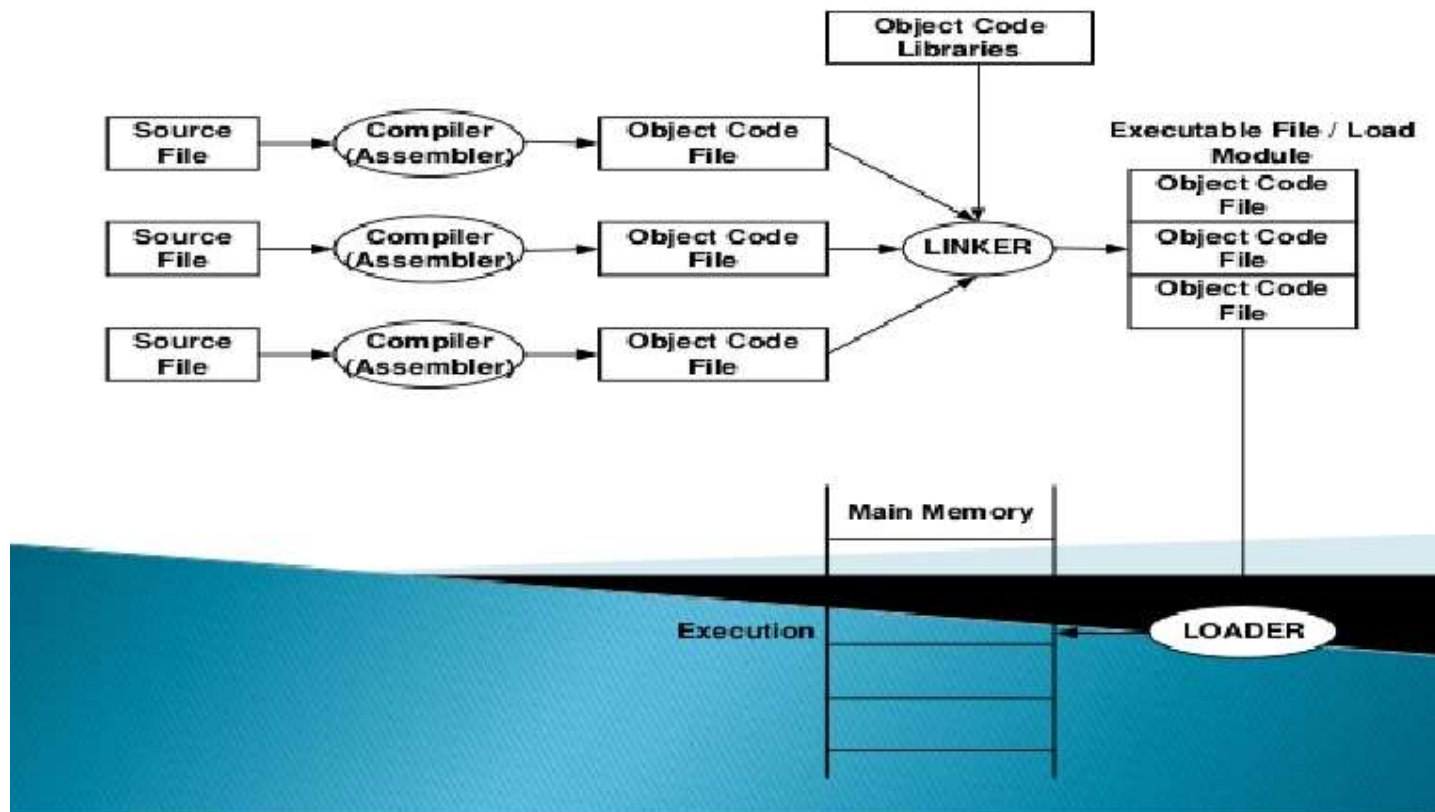 Object Code
Libraries
Source
File
Compiler
(Assembler)
Object Code
File
Executable File / Load
Module
Object Code
File
Source
File
Compiler
(Assembler)
Object Code
File
LINKER
Object Code
File
Object Code
File
Source
File
Compiler
(Assembler)
Object Code
File
Main Memory
Execution
LOADER